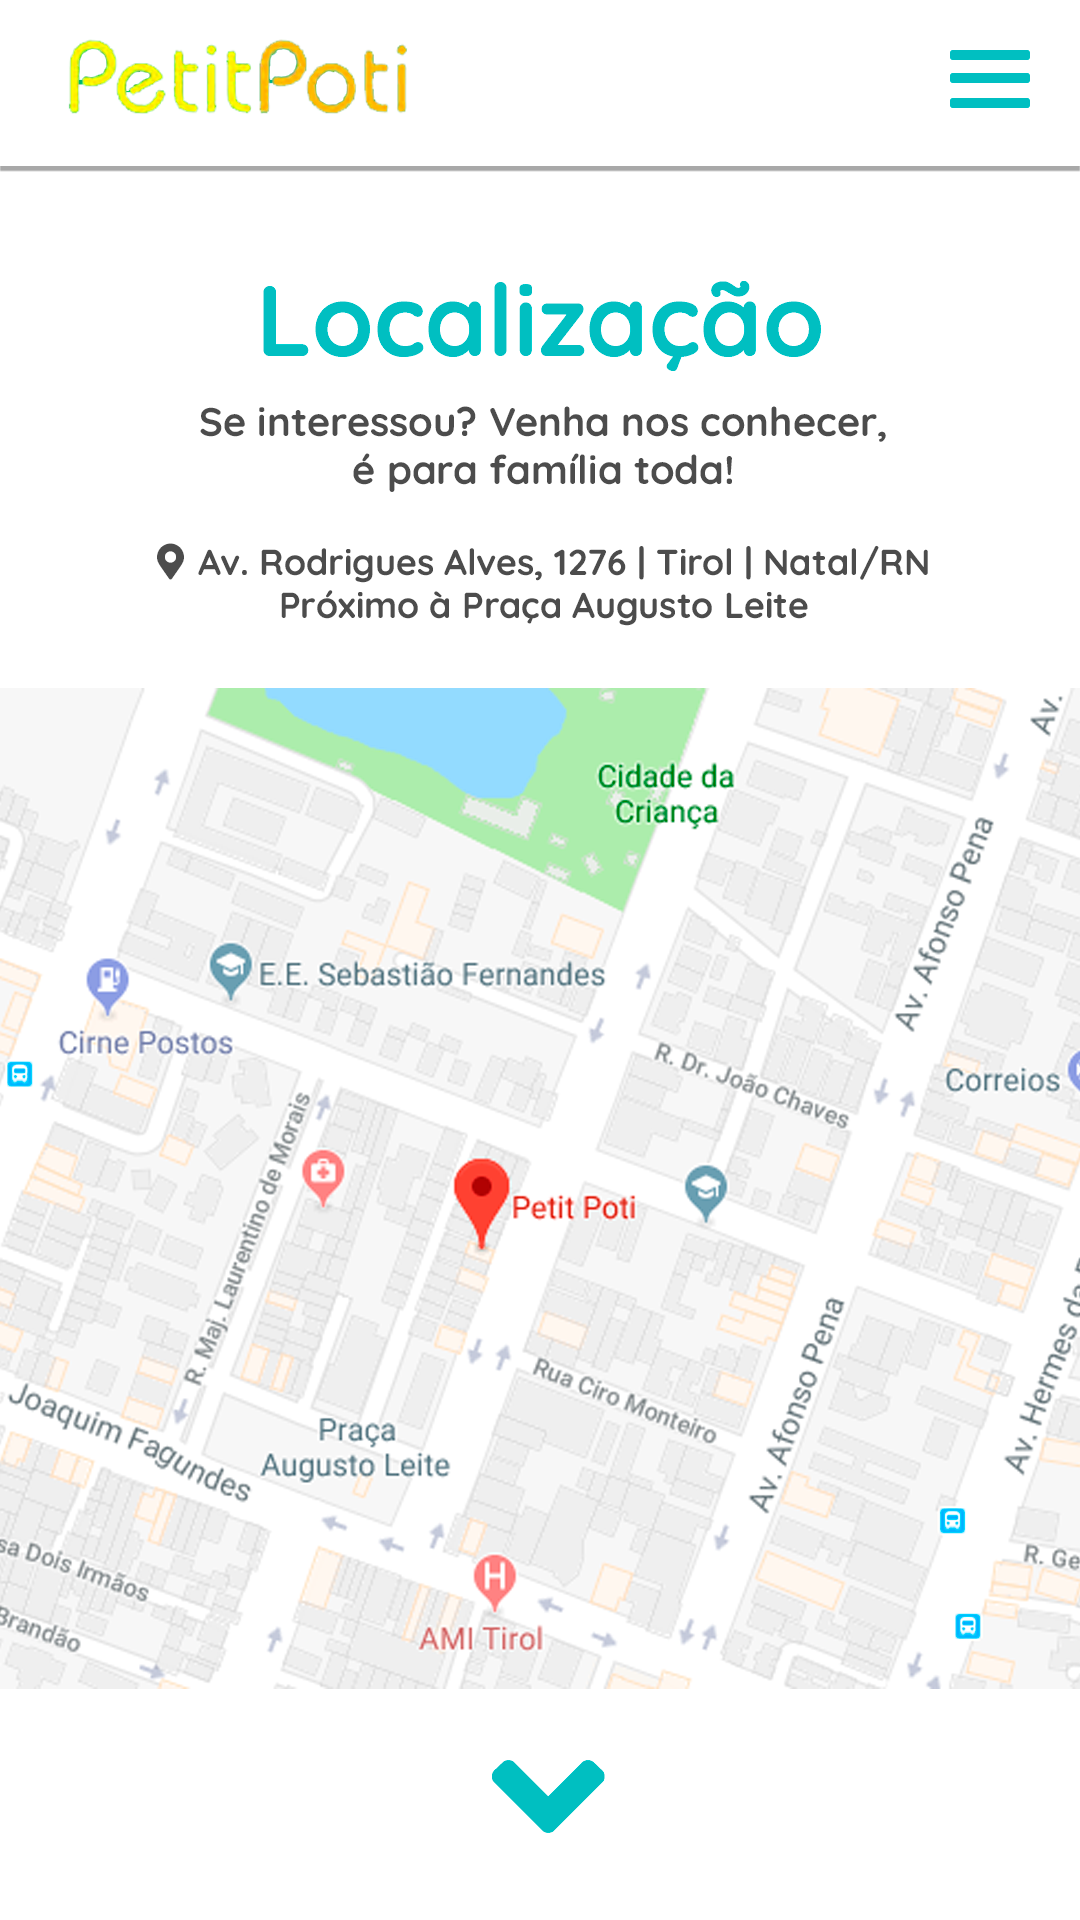 PetitPoti
Localização
Se interessou? Venha nos conhecer,
é para família toda!
Av. Rodrigues Alves, 1276 | Tirol | Natal/RN
Próximo à Praça Augusto Leite
Av.
Cidade da
Criança
Av. Afonso Pena
E.E. Sebastião Fernandes
Cirne Postos
R. Dr. João Chaves
Correios
R. Maj. Laurentino de Morais
Petit Poti
Av. Hermes da
Av. Afonso Pena
Rua Ciro Monteiro
Joaquim Fagundes
Praça
Augusto Leite
sa Dois Irmãos
R. Ge
H
Brandão
AMI Tirol